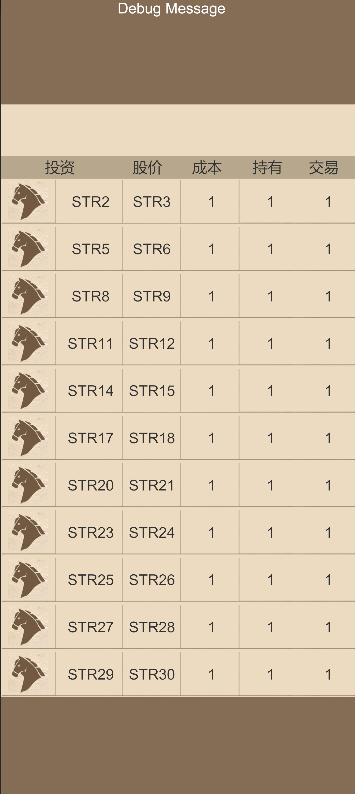 Debug Message
投资 股价 成本 持有 交易
STR2 STR3 1 1 1
STR5 STR6 1 1 1
STR8 STR9 1 1 1
STR11 STR12 1 1 1
STR14 STR15 1 1 1
STR17 STR18 1 1 1
STR20 STR21 1 1 1
STR23 STR24 1 1 1
STR25 STR26 1 1 1
STR27 STR28 1 1 1
STR29 STR30 1 1 1